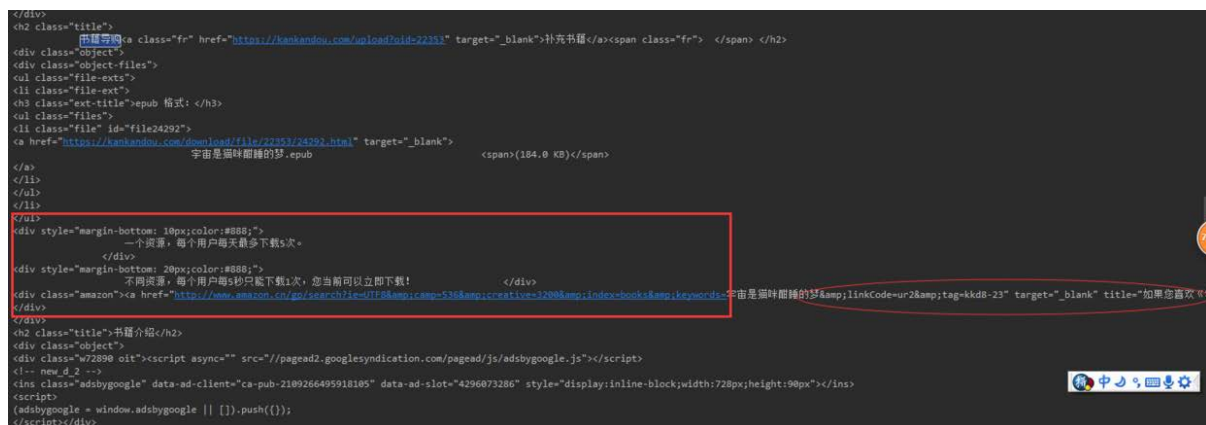 </div>
<h2 class="title">
书籍导购<a class="fr" href="https://kankandou.com/upload?uid=22353" target="_blank">补充书籍</a><span class="fr"> </span> </h2>
<div class="object">
<div class="object-files">
<ul class="file-exts">
<li class="file-ext">
<h3 class="ext-title">epub 格式: </h3>
<ul class="files">
<li class="file" id="file24292">
<a href="https://kankandou.com/download/file/22353/24292.html" target="_blank">
宇宙是猫咪酣睡的梦.epub <span>(184.0 KB)</span>
</a>
</li>
</ul>
</li>
</ul>
<div style="margin-bottom: 10px;color:#888;">
一个资源,每个用户每天最多下载5次。
</div>
<div style="margin-bottom: 20px;color:#888;">
不同资源,每个用户每5秒只能下载1次,您当前可以立即下载! </div>
<div class="amazon"><a href="http://www.amazon.cn/gp/search?ie=UTF8&amp;camp=536&amp;creative=3200&amp;index=books&amp;keywords=宇宙是猫咪酣睡的梦&amp;linkCode=ur2&amp;tag=kkd8-23" target="_blank" title="如果您喜欢《
</div>
</div>
<h2 class="title">书籍介绍</h2>
<div class="object">
<div class="w72890 oit"><script async="" src="//pagead2.googlesyndication.com/pagead/js/adsbygoogle.js"></script>
<!-- new_d_2 -->
<ins class="adsbygoogle" data-ad-client="ca-pub-2109266495918105" data-ad-slot="4296073286" style="display:inline-block;width:728px;height:90px"></ins>
<script>
(adsbygoogle = window.adsbygoogle || []).push({});
</script></div>
中